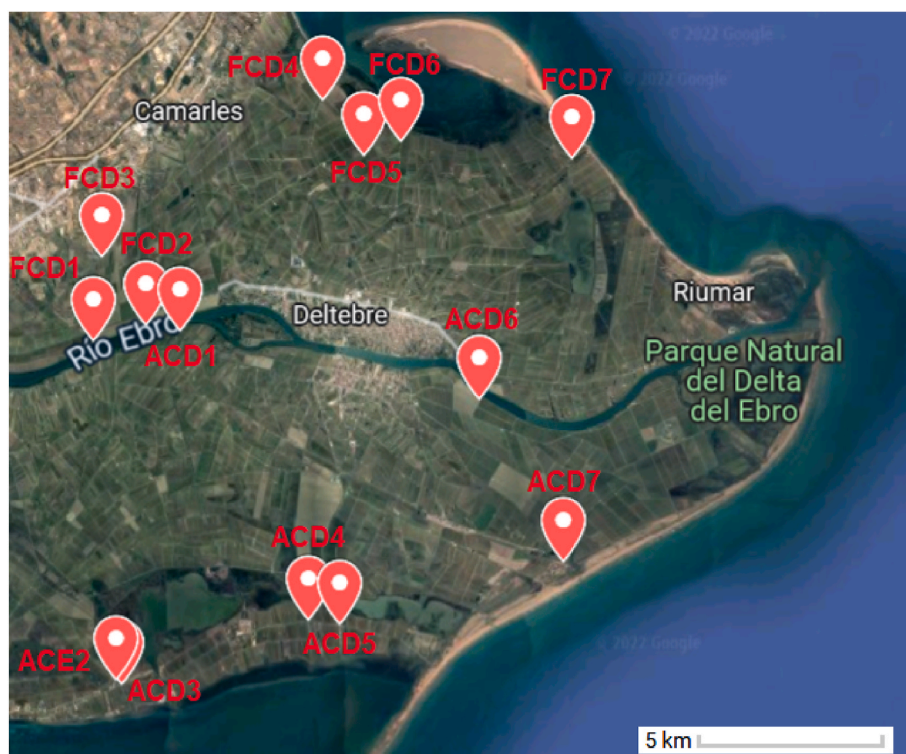 © 2022 Google
FCD4
FCD6
FCD7
© 2022 Google
Camarles
FCD5
FCD3
FCD2
FCD1
Riumar
Deltebre
Río Ebro
ACD1
ACD6
Parque Natural
del Delta
del Ebro
ACD7
ACD4
ACD5
© 2022 Google
ACE2
ACD3
5 km